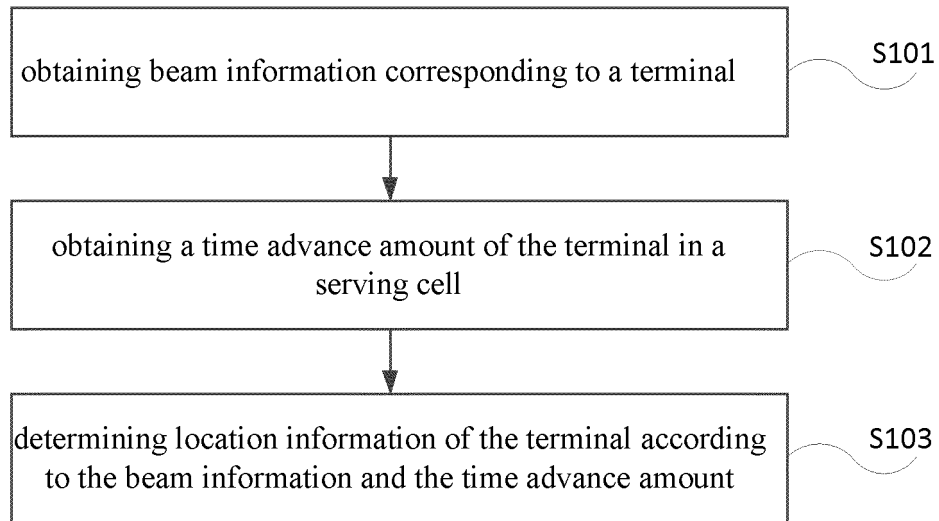 obtaining beam information corresponding to a terminal
S101
obtaining a time advance amount of the terminal in a
serving cell
S102
determining location information of the terminal according
to the beam information and the time advance amount
S103